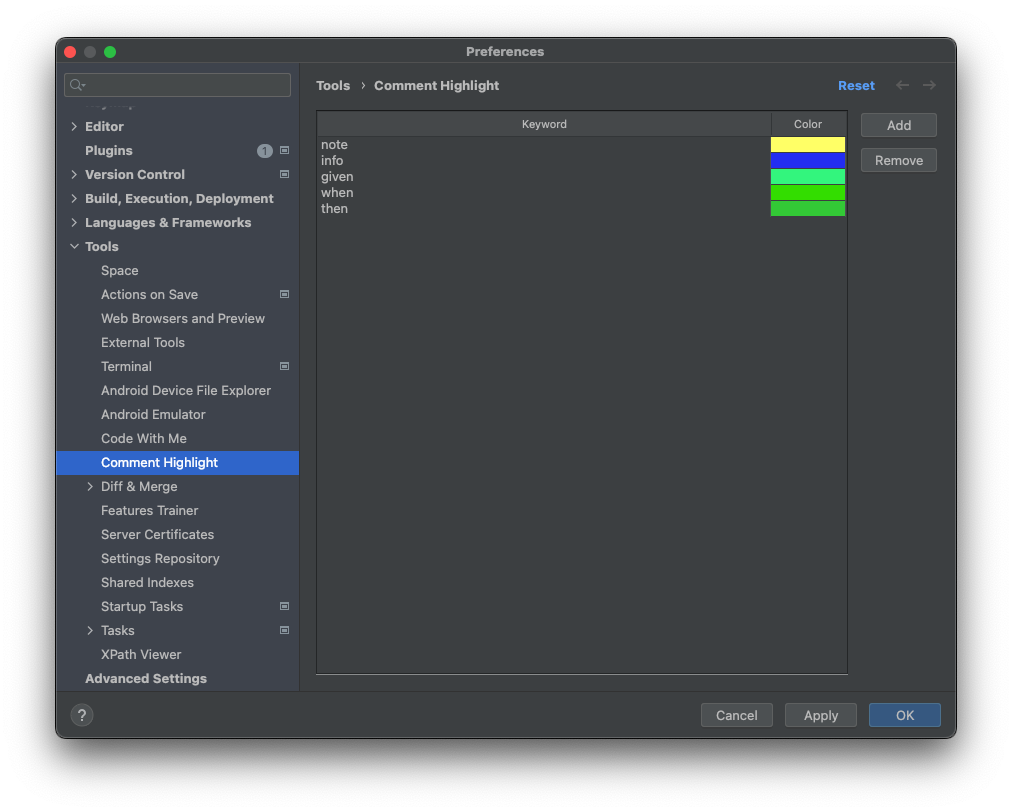 Preferences
Tools › Comment Highlight
Reset
Editor
Plugins 1
Version Control
Build, Execution, Deployment
Languages & Frameworks
Tools
Space
Actions on Save
Web Browsers and Preview
External Tools
Terminal
Android Device File Explorer
Android Emulator
Code With Me
Comment Highlight
Diff & Merge
Features Trainer
Server Certificates
Settings Repository
Shared Indexes
Startup Tasks
Tasks
XPath Viewer
Advanced Settings
Keyword Color
note
info
given
when
then
Add
Remove
?
Cancel Apply OK